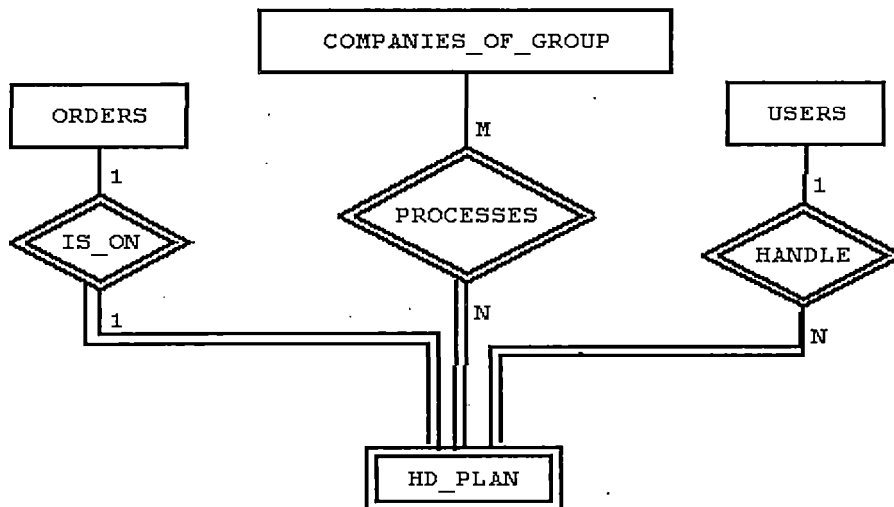 COMPANIES_OF_GROUP
ORDERS
USERS
M
1
1
IS_ON
PROCESSES
HANDLE
1
N
N
HD_PLAN